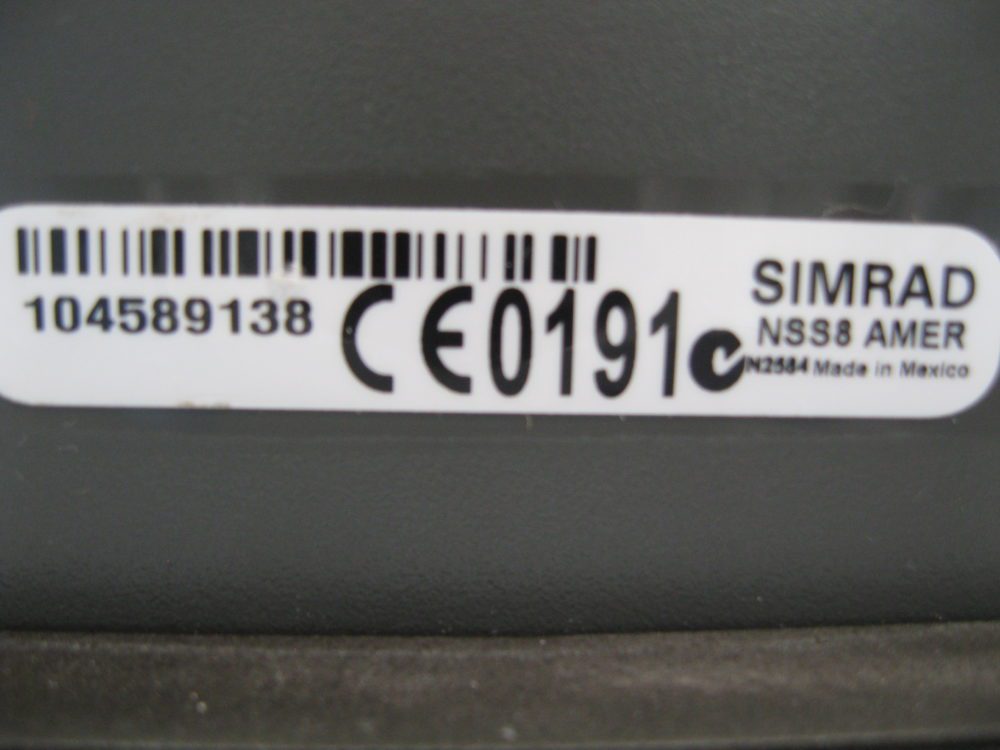 104589138
CE0191
SIMRAD
NSS8 AMER
N2584 Made in Mexico